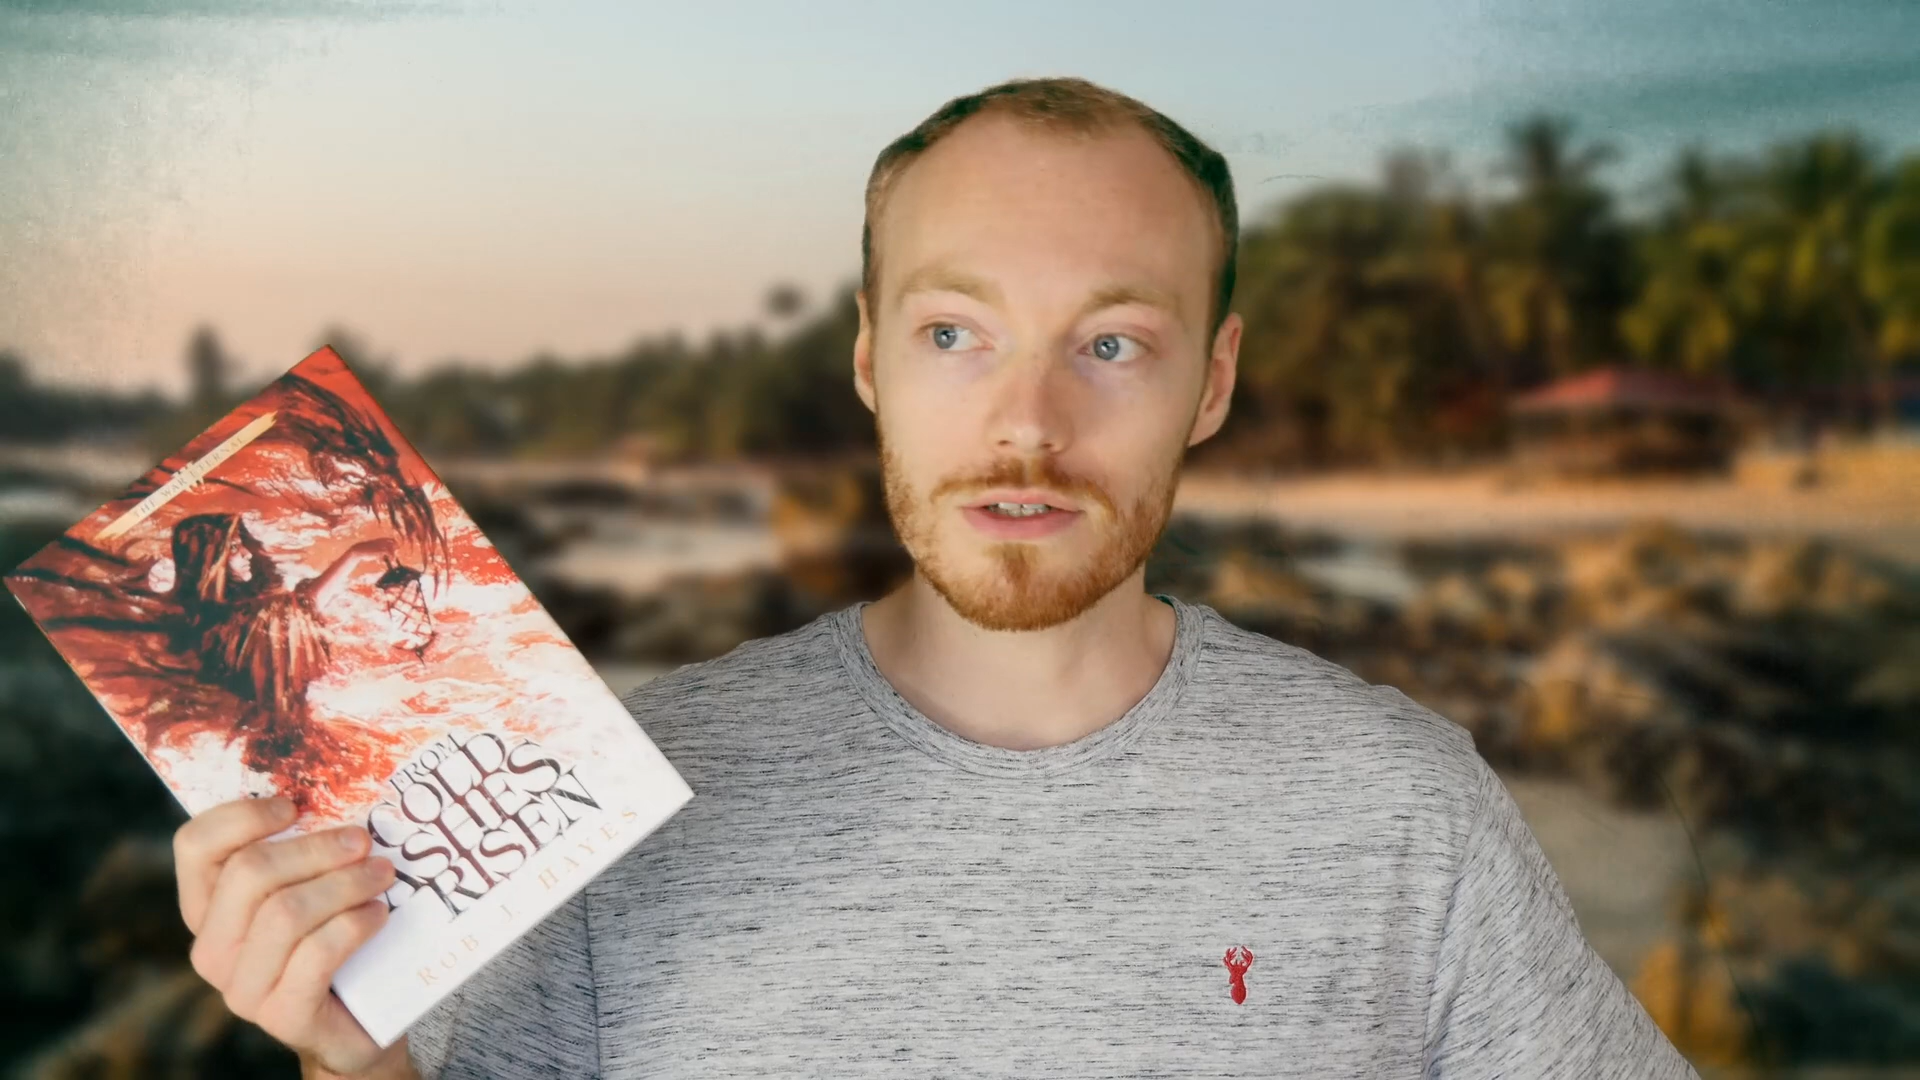 THE WAR ETERNAL
FROM
COLD
ASHES
RISEN
ROB J. HAYES